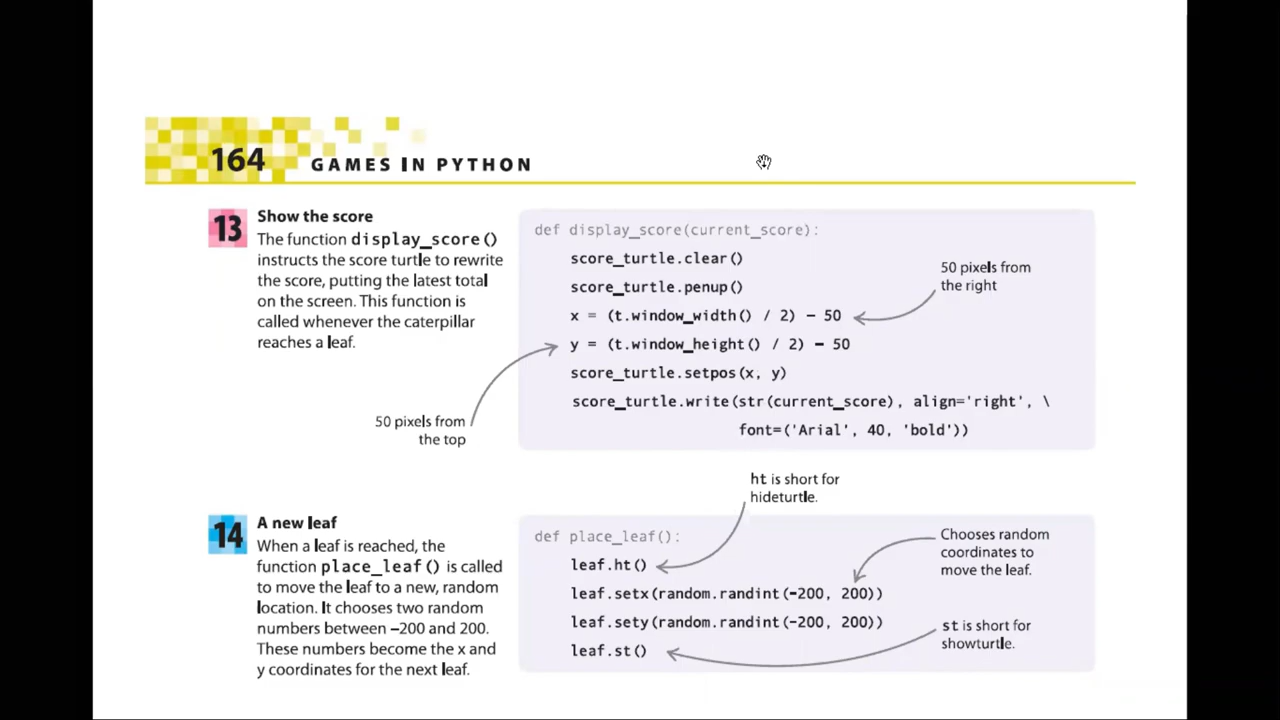 164 GAMES IN PYTHON
13 Show the score
The function display_score()
instructs the score turtle to rewrite
the score, putting the latest total
on the screen. This function is
called whenever the caterpillar
reaches a leaf.
def display_score(current_score):
score_turtle.clear()
score_turtle.penup()
x = (t.window_width() / 2) – 50
y = (t.window_height() / 2) – 50
score_turtle.setpos(x, y)
score_turtle.write(str(current_score), align='right', \
font=('Arial', 40, 'bold'))
50 pixels from
the right
50 pixels from
the top
14 A new leaf
When a leaf is reached, the
function place_leaf() is called
to move the leaf to a new, random
location. It chooses two random
numbers between –200 and 200.
These numbers become the x and
y coordinates for the next leaf.
ht is short for
hideturtle.
def place_leaf():
leaf.ht()
leaf.setx(random.randint(–200, 200))
leaf.sety(random.randint(–200, 200))
leaf.st()
Chooses random
coordinates to
move the leaf.
st is short for
showturtle.